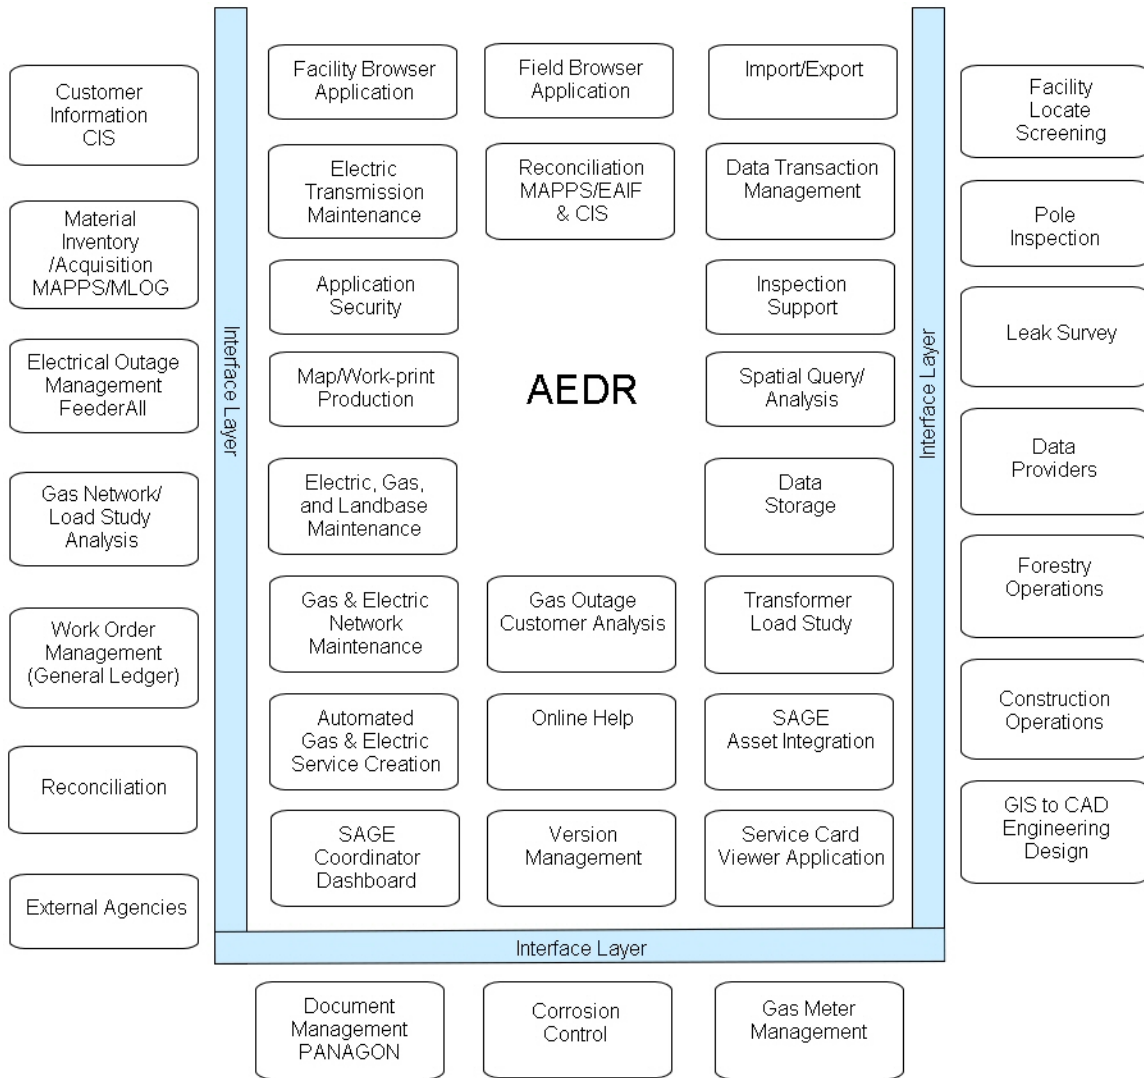 Customer
Information
CIS
Material
Inventory
/Acquisition
MAPPS/MLOG
Electrical Outage
Management
FeederAll
Gas Network/
Load Study
Analysis
Work Order
Management
(General Ledger)
Reconciliation
External Agencies
Interface Layer
Facility Browser
Application
Field Browser
Application
Import/Export
Electric
Transmission
Maintenance
Reconciliation
MAPPS/EAIF
& CIS
Data Transaction
Management
Application
Security
Inspection
Support
Map/Work-print
Production
AEDR
Spatial Query/
Analysis
Electric, Gas,
and Landbase
Maintenance
Data
Storage
Gas & Electric
Network
Maintenance
Gas Outage
Customer Analysis
Transformer
Load Study
Automated
Gas & Electric
Service Creation
Online Help
SAGE
Asset Integration
SAGE
Coordinator
Dashboard
Version
Management
Service Card
Viewer Application
Interface Layer
Facility
Locate
Screening
Pole
Inspection
Leak Survey
Data
Providers
Forestry
Operations
Construction
Operations
GIS to CAD
Engineering
Design
Interface Layer
Document
Management
PANAGON
Corrosion
Control
Gas Meter
Management